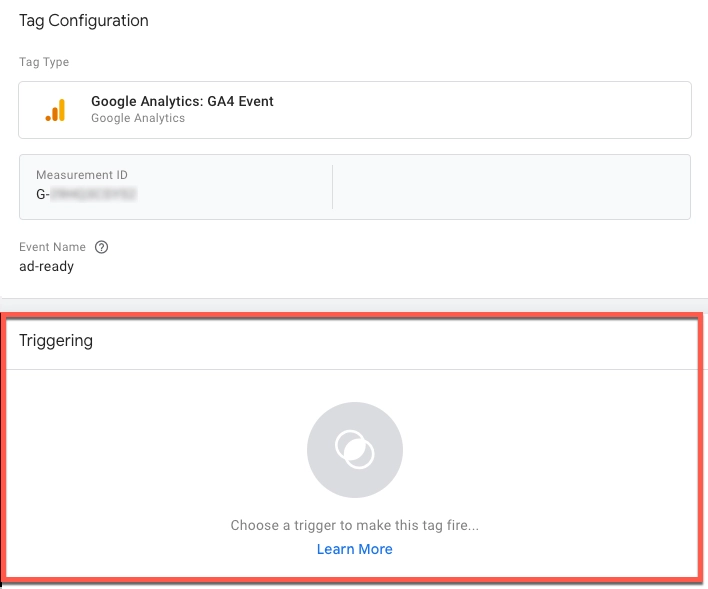 Tag Configuration
Tag Type
Google Analytics: GA4 Event
Google Analytics
Measurement ID
G-
Event Name ?
ad-ready
Triggering
Choose a trigger to make this tag fire...
Learn More